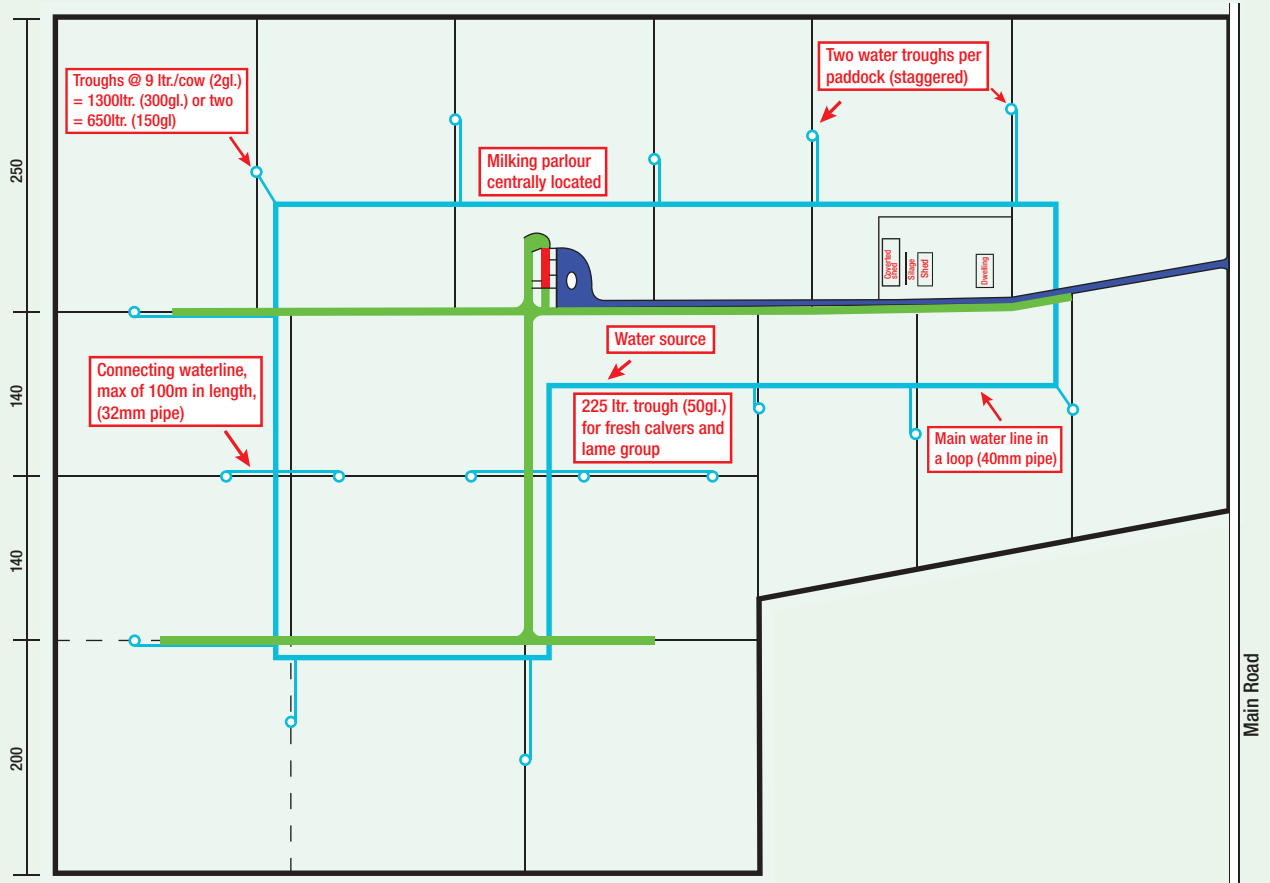 Troughs @ 9 ltr./cow (2gl.)
= 1300ltr. (300gl.) or two
= 650ltr. (150gl)
Two water troughs per
paddock (staggered)
Milking parlour
centrally located
250
Coverted
shed
Silage
Shed
Dwelling
Water source
Connecting waterline,
max of 100m in length,
(32mm pipe)
140
225 ltr. trough (50gl.)
for fresh calvers and
lame group
Main water line in
a loop (40mm pipe)
140
200
Main Road